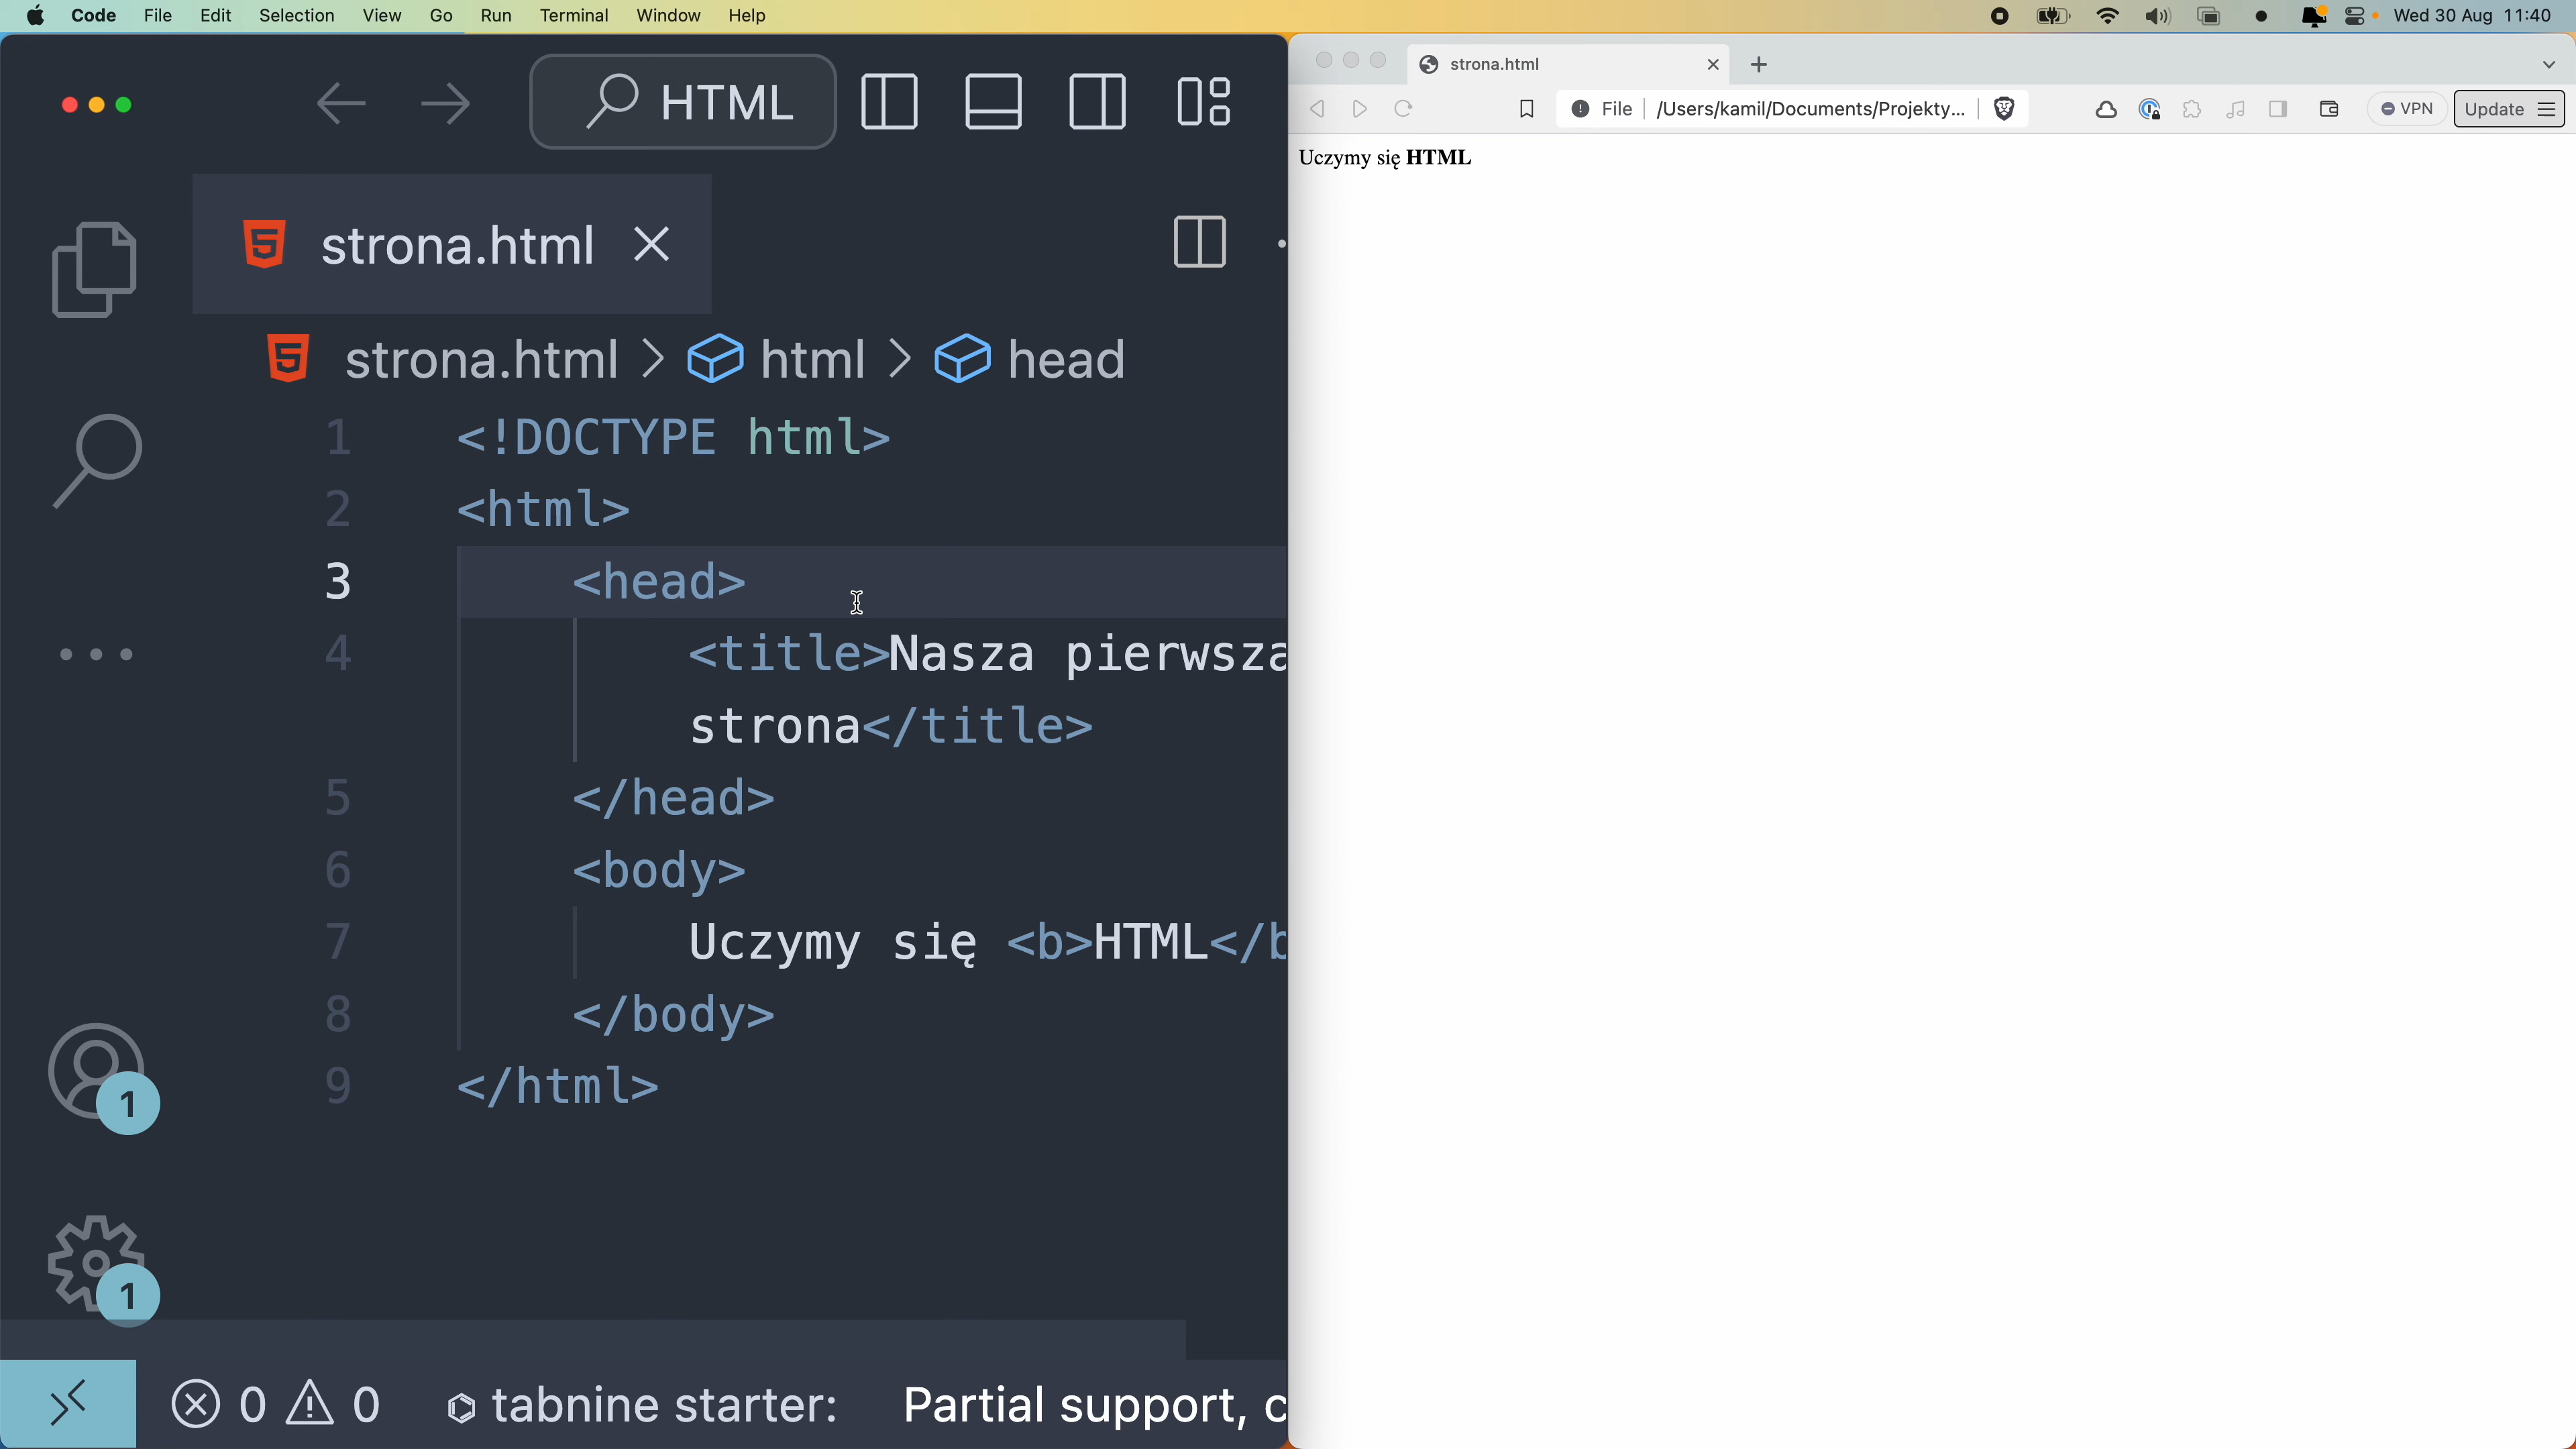 Code File Edit Selection View Go Run Terminal Window Help
Wed 30 Aug 11:40
HTML
strona.html
strona.html > html > head
1 <!DOCTYPE html>
2 <html>
3 <head>
4 <title>Nasza pierwsza
strona</title>
5 </head>
6 <body>
7 Uczymy się <b>HTML</b
8 </body>
9 </html>
1
1
0 0 tabnine starter: Partial support, c
strona.html
File /Users/kamil/Documents/Projekty... VPN Update
Uczymy się HTML